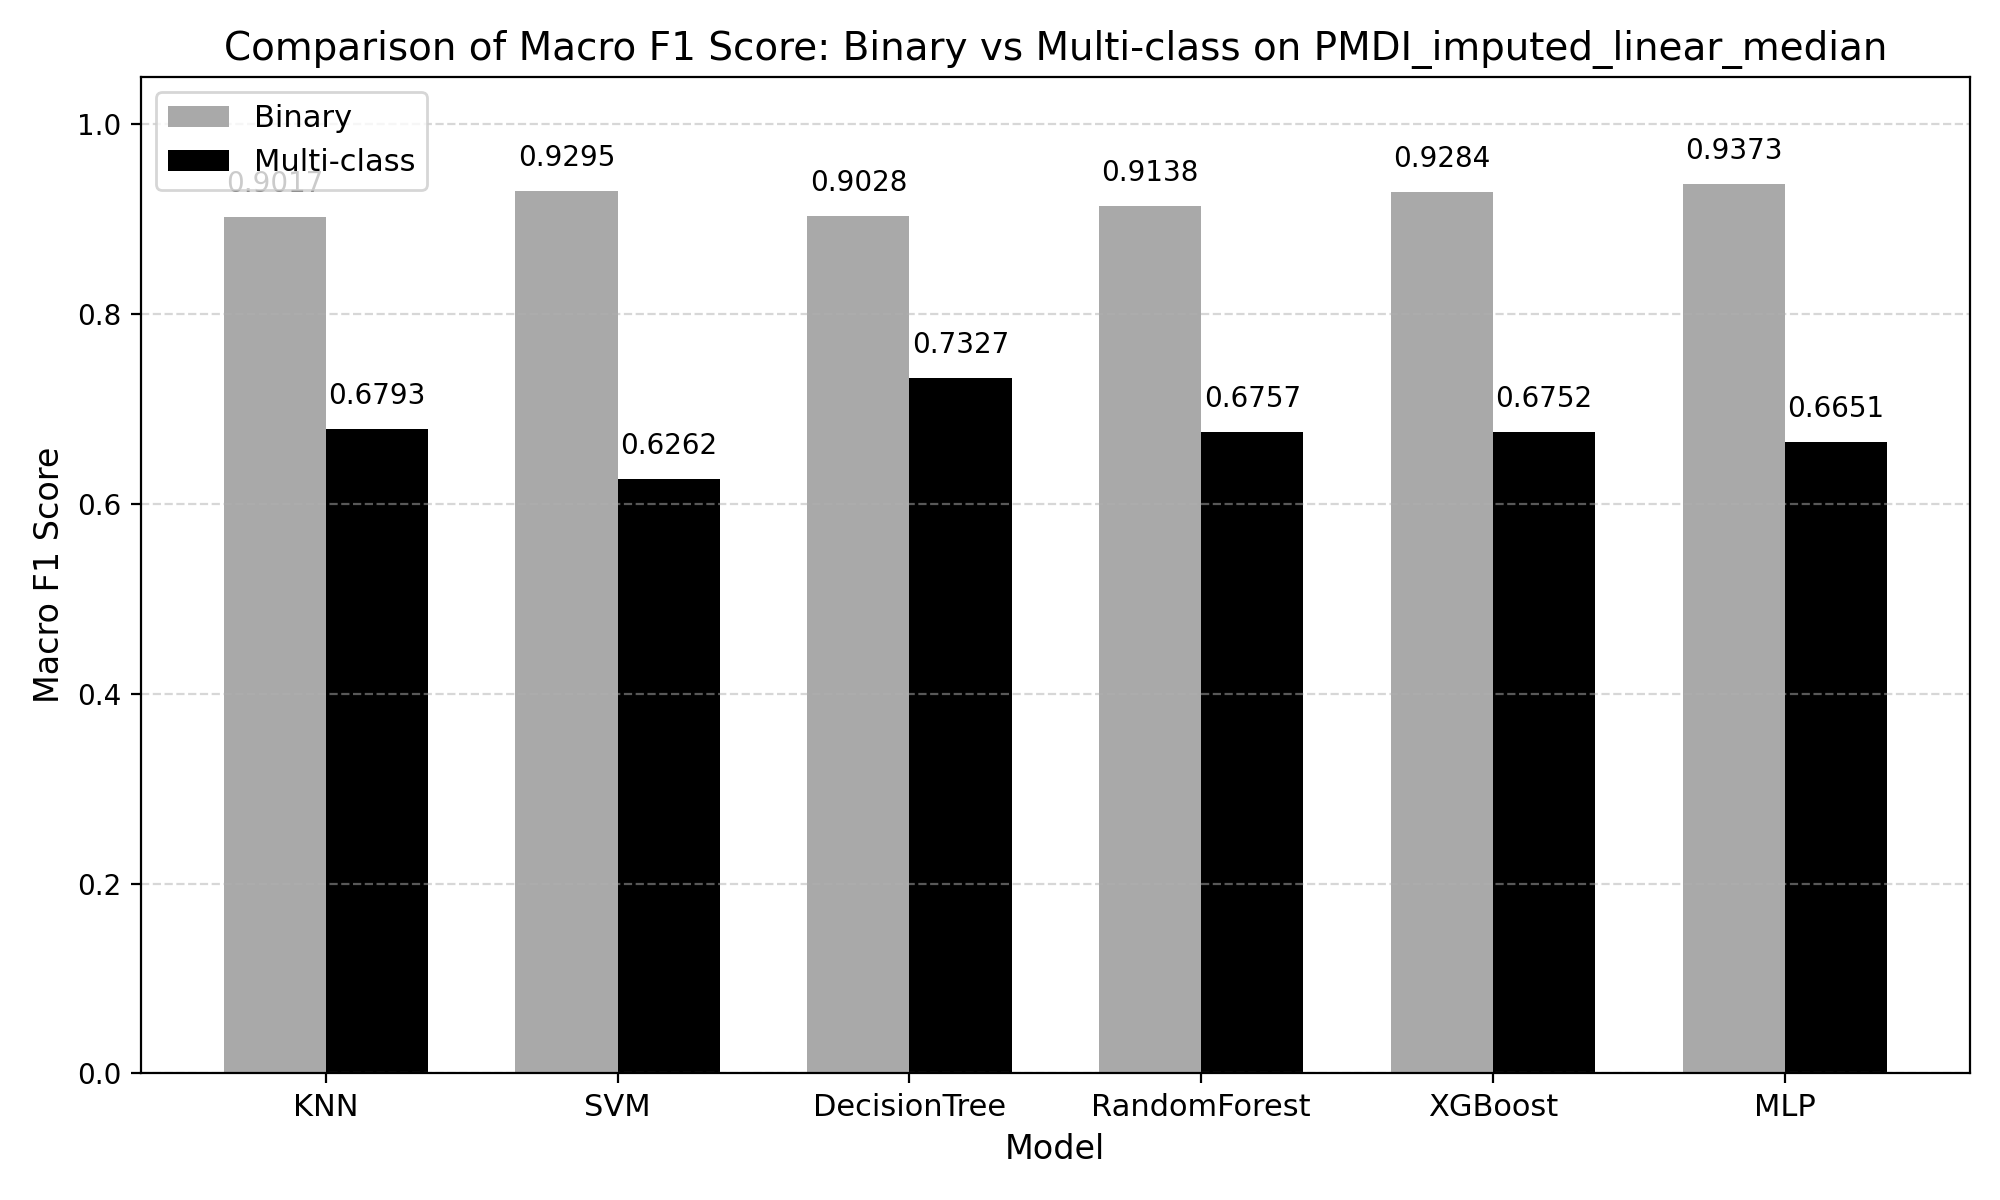 Comparison of Macro F1 Score: Binary vs Multi-class on PMDI_imputed_linear_median
Binary
Multi-class
1.0
0.8
0.6
0.4
0.2
0.0
Macro F1 Score
0.9017
0.6793
0.9295
0.6262
0.9028
0.7327
0.9138
0.6757
0.9284
0.6752
0.9373
0.6651
KNN
SVM
DecisionTree
RandomForest
XGBoost
MLP
Model